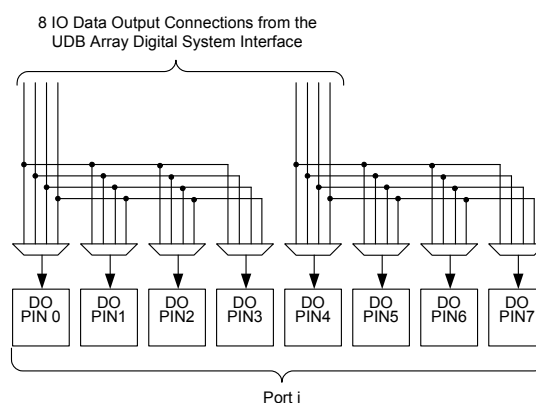 8 IO Data Output Connections from the
UDB Array Digital System Interface
DO
PIN 0
DO
PIN1
DO
PIN2
DO
PIN3
DO
PIN4
DO
PIN5
DO
PIN6
DO
PIN7
Port i